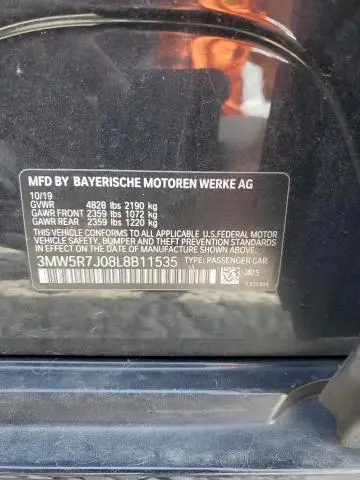 MFD BY BAYERISCHE MOTOREN WERKE AG
10/19
GVWR 4828 lbs 2190 kg
GAWR FRONT 2359 lbs 1072 kg
GAWR REAR 2359 lbs 1220 kg
THIS VEHICLE CONFORMS TO ALL APPLICABLE U.S.FEDERAL MOTOR
VEHICLE SAFETY, BUMPER AND THEFT PREVENTION STANDARDS IN
EFFECT ON THE DATE OF MANUFACTURE SHOWN ABOVE.
3MW5R7J08L8B11535 TYPE: PASSENGER CAR
475